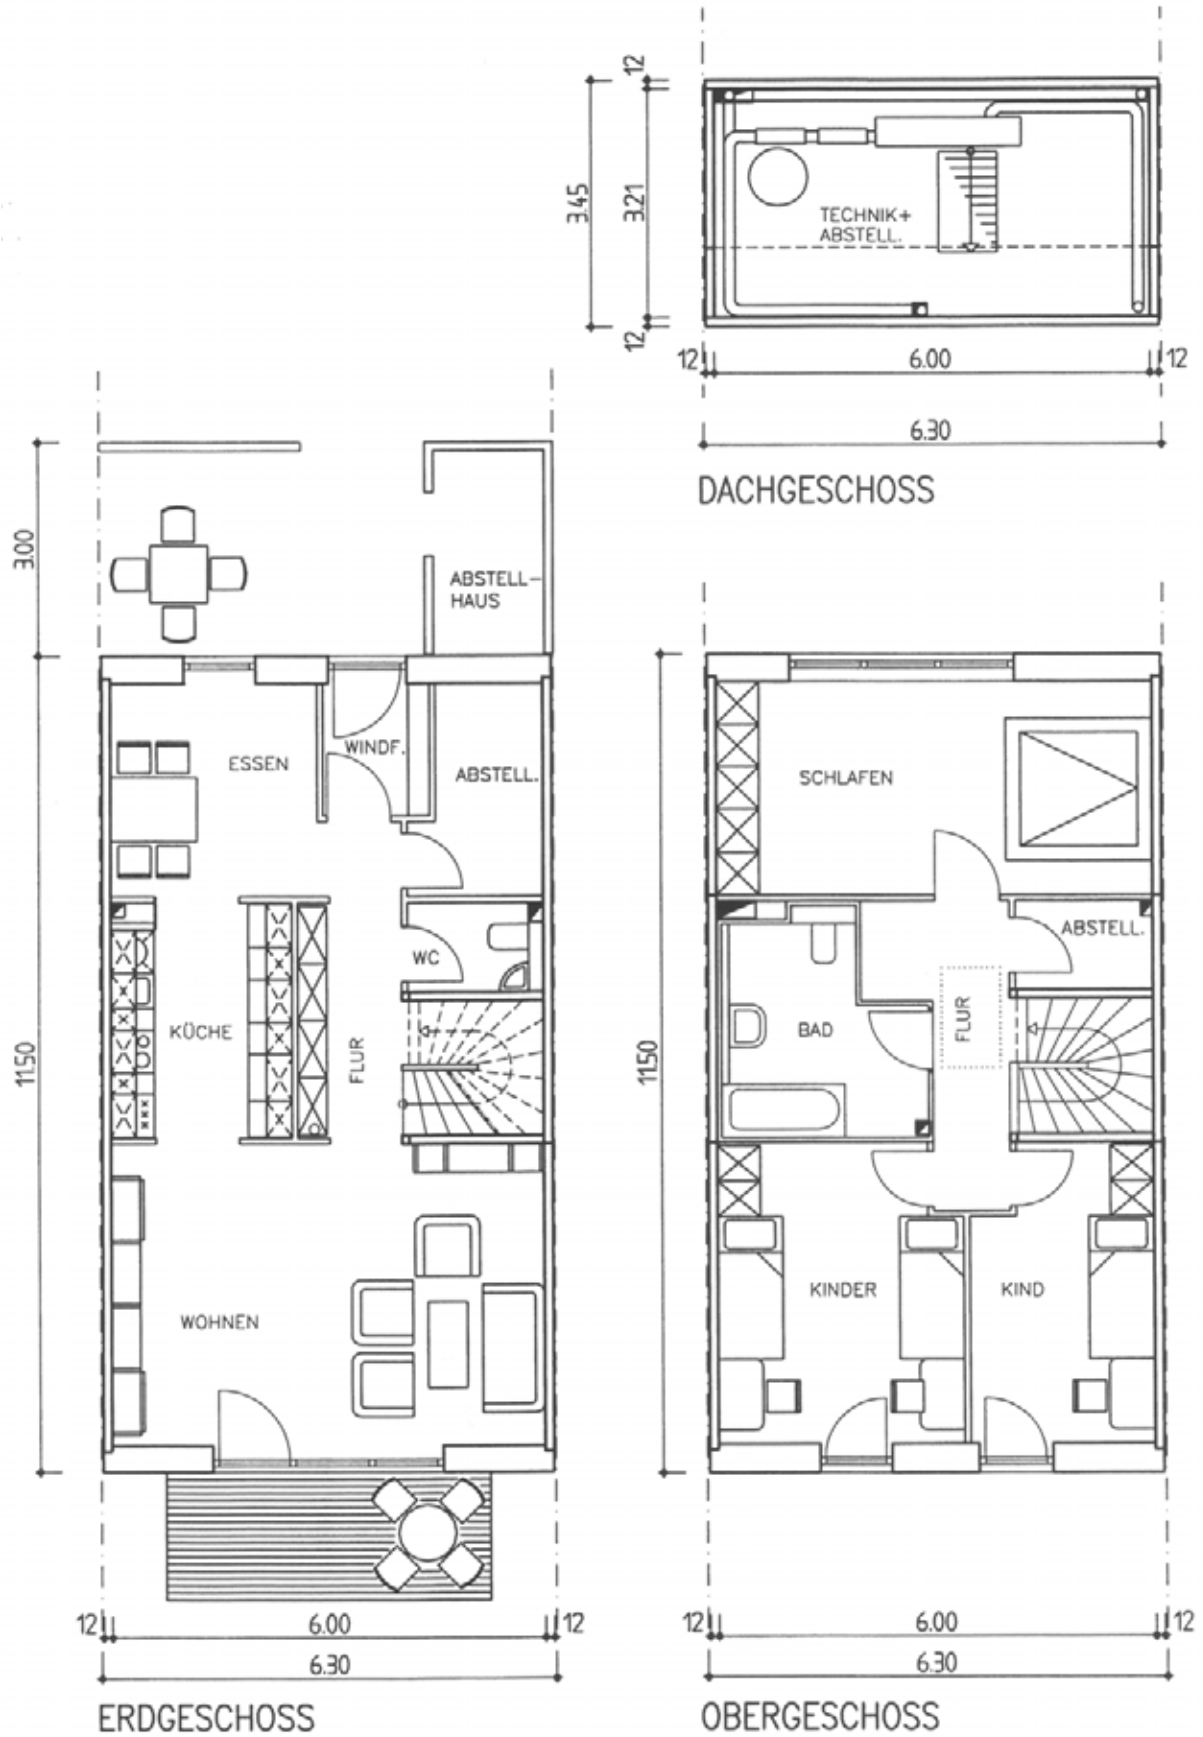 12
3.45
3.21
12
TECHNIK+
ABSTELL.
12
6.00
12
6.30
DACHGESCHOSS
3.00
ABSTELL-
HAUS
ESSEN
WINDF.
ABSTELL.
WC
KÜCHE
FLUR
11.50
WOHNEN
12
6.00
12
6.30
ERDGESCHOSS
SCHLAFEN
ABSTELL.
FLUR
BAD
11.50
KINDER
KIND
12
6.00
12
6.30
OBERGESCHOSS